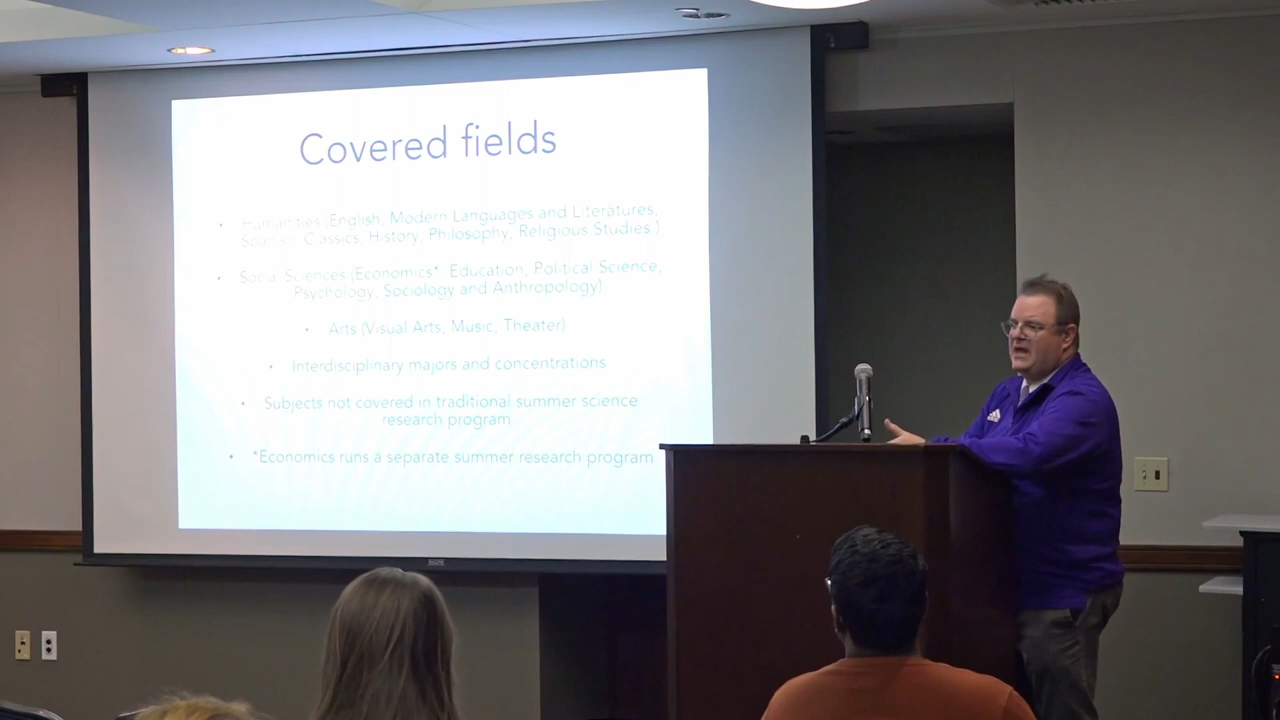 Covered fields
• Humanities (English, Modern Languages and Literatures,
Spanish, Classics, History, Philosophy, Religious Studies )
• Social Sciences (Economics*, Education, Political Science,
Psychology, Sociology and Anthropology)
• Arts (Visual Arts, Music, Theater)
• Interdisciplinary majors and concentrations
• Subjects not covered in traditional summer science
research program
• *Economics runs a separate summer research program